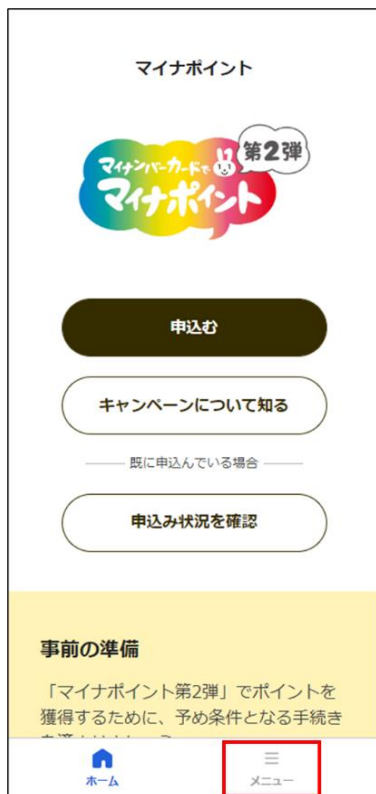 マイナポイント
第2弾
マイナンバーカードで
マイナポイント
申込む
キャンペーンについて知る
既に申込んでいる場合
申込み状況を確認
事前の準備
「マイナポイント第2弾」でポイントを
獲得するために、予め条件となる手続き
ホーム
メニュー